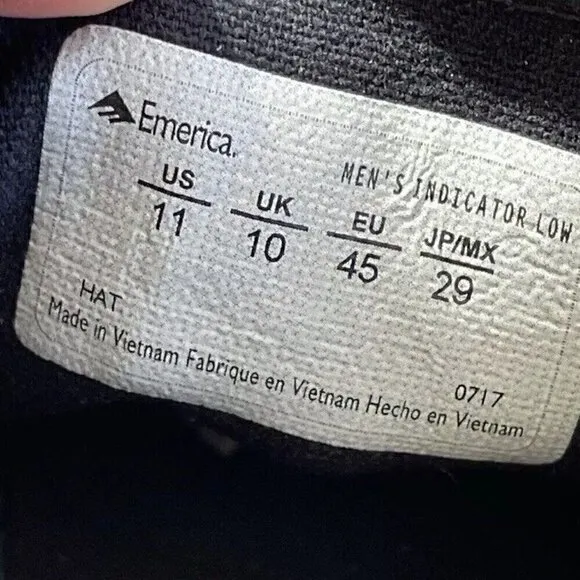 Emerica.
MEN'S INDICATOR LOW
US UK EU JP/MX
11 10 45 29
HAT
0717
Made in Vietnam Fabrique en Vietnam Hecho en Vietnam